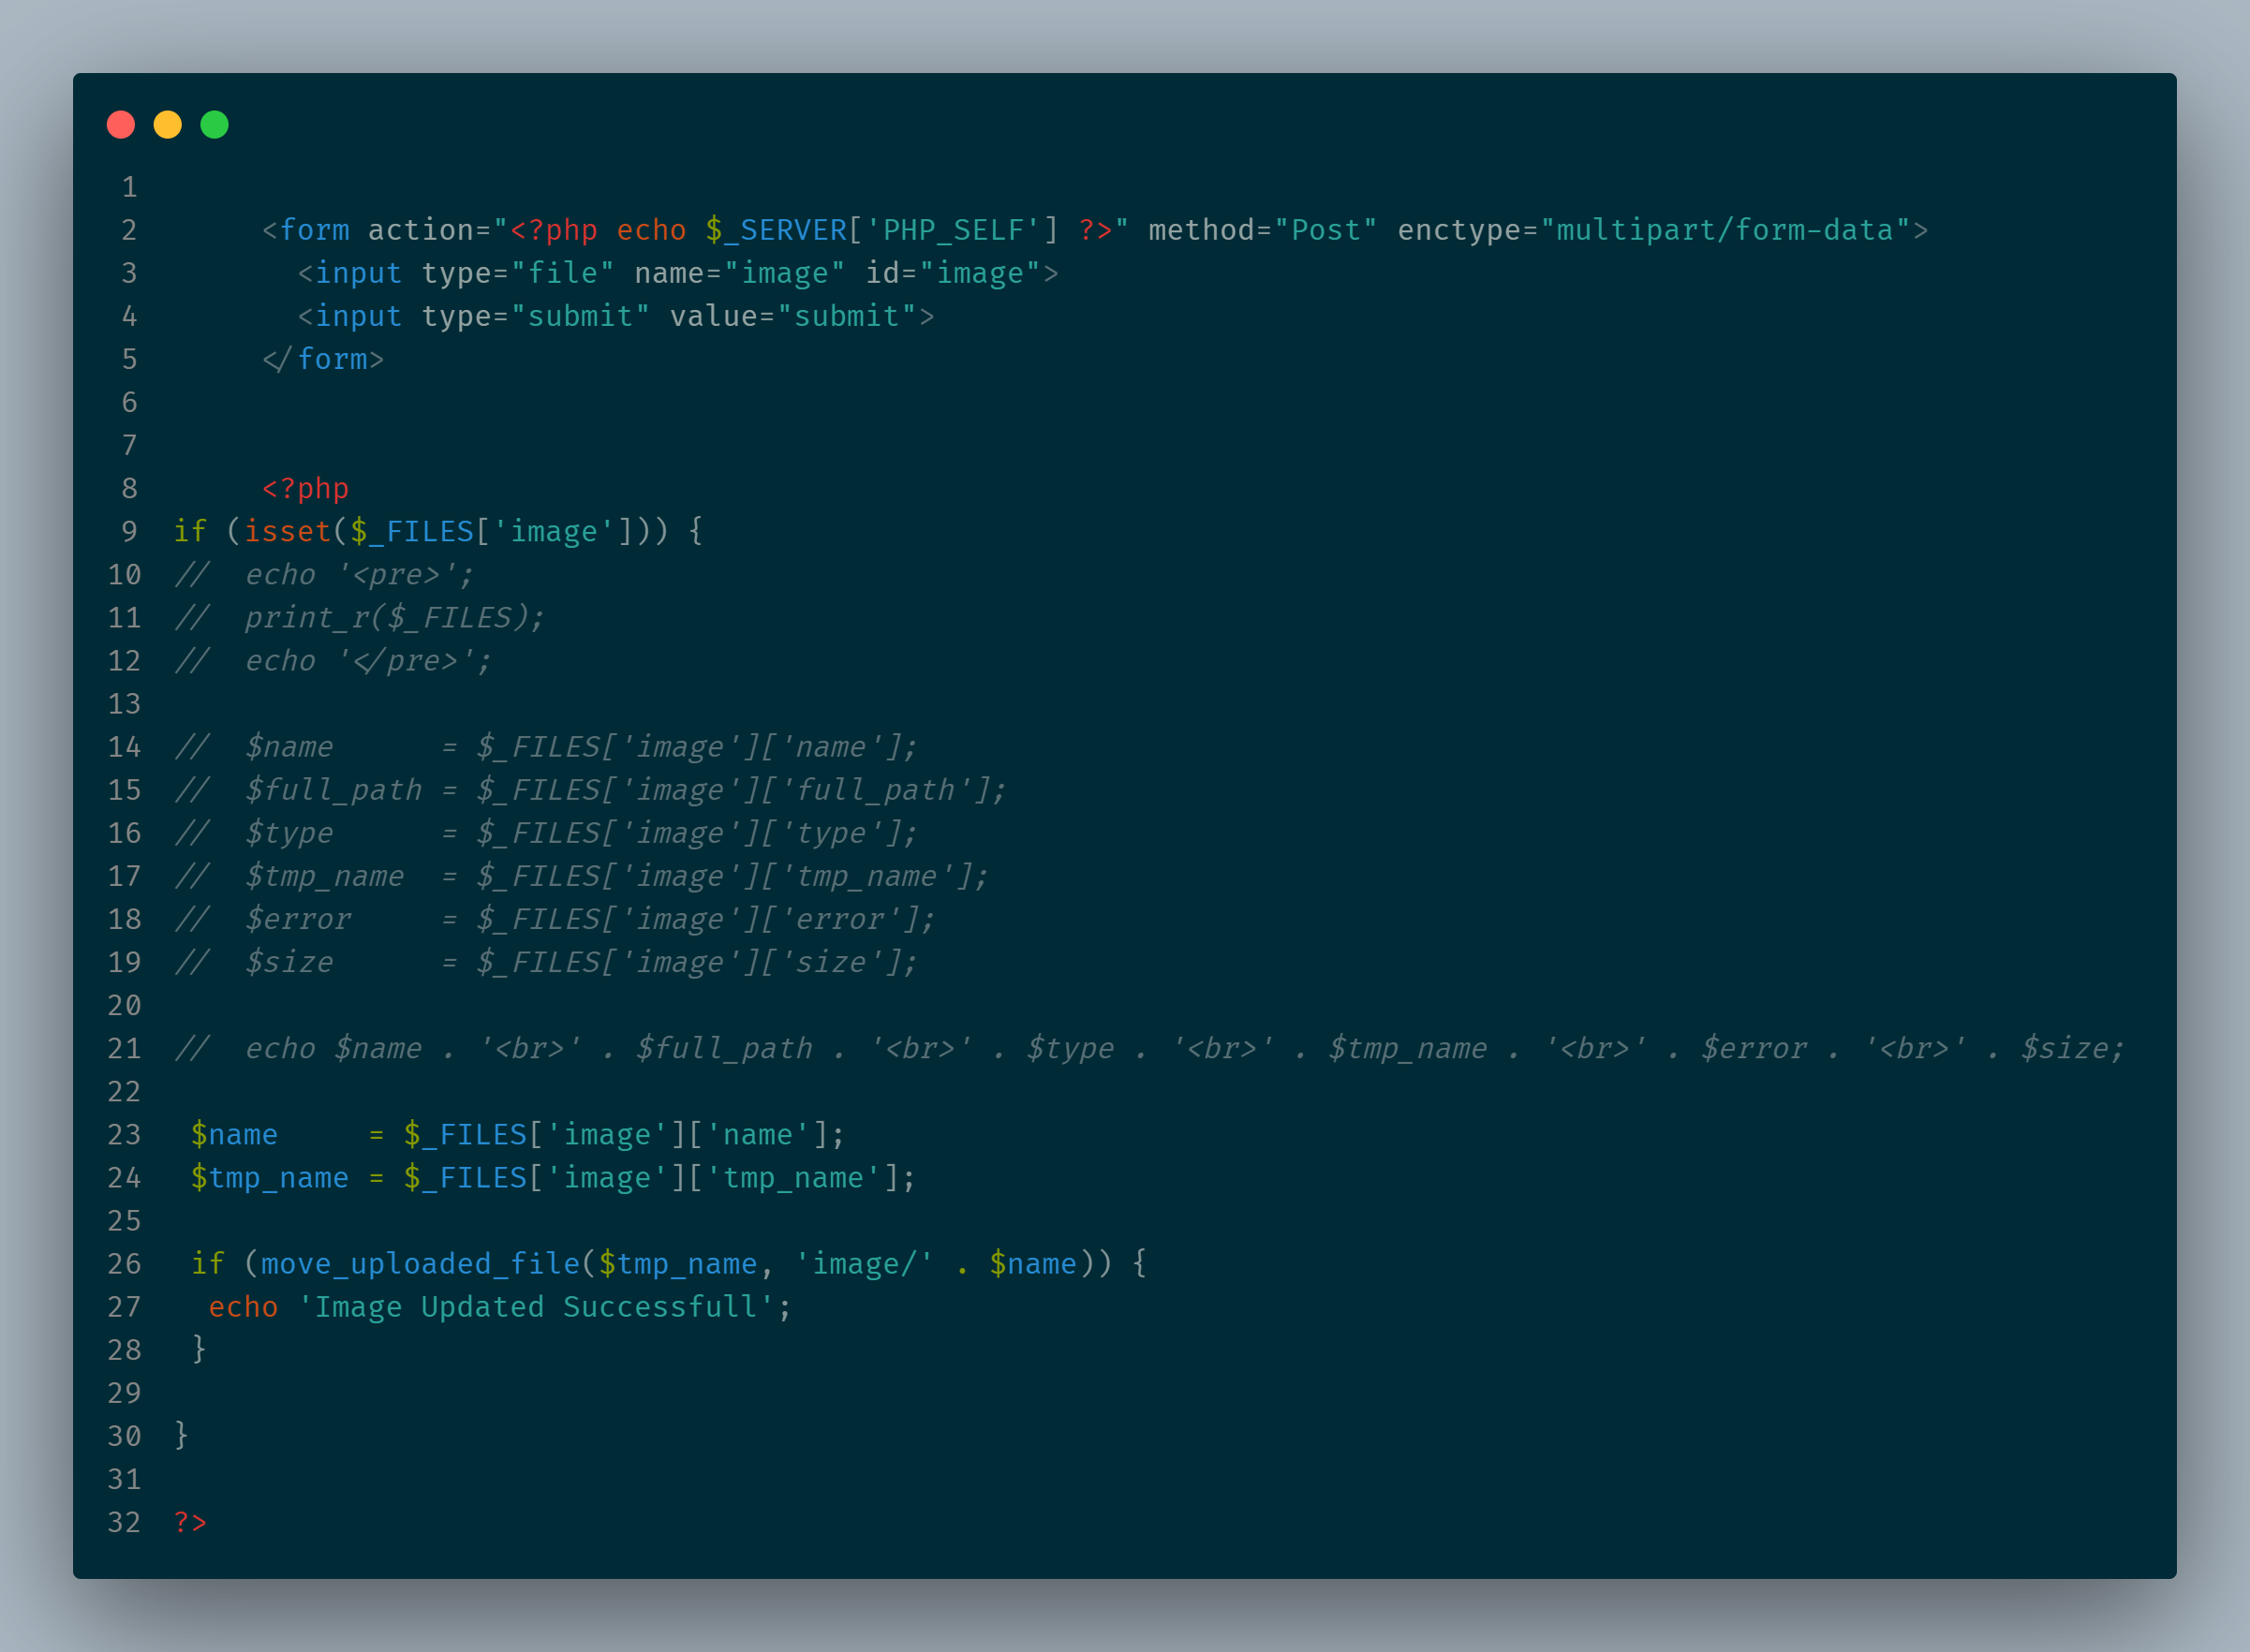 1
2      <form action="<?php echo $_SERVER['PHP_SELF'] ?>" method="Post" enctype="multipart/form-data">
3        <input type="file" name="image" id="image">
4        <input type="submit" value="submit">
5      </form>
6
7
8      <?php
9 if (isset($_FILES['image'])) {
10 //  echo '<pre>';
11 //  print_r($_FILES);
12 //  echo '</pre>';
13
14 //  $name      = $_FILES['image']['name'];
15 //  $full_path = $_FILES['image']['full_path'];
16 //  $type      = $_FILES['image']['type'];
17 //  $tmp_name  = $_FILES['image']['tmp_name'];
18 //  $error     = $_FILES['image']['error'];
19 //  $size      = $_FILES['image']['size'];
20
21 //  echo $name . '<br>' . $full_path . '<br>' . $type . '<br>' . $tmp_name . '<br>' . $error . '<br>' . $size;
22
23  $name     = $_FILES['image']['name'];
24  $tmp_name = $_FILES['image']['tmp_name'];
25
26  if (move_uploaded_file($tmp_name, 'image/' . $name)) {
27   echo 'Image Updated Successfull';
28  }
29
30 }
31
32 ?>